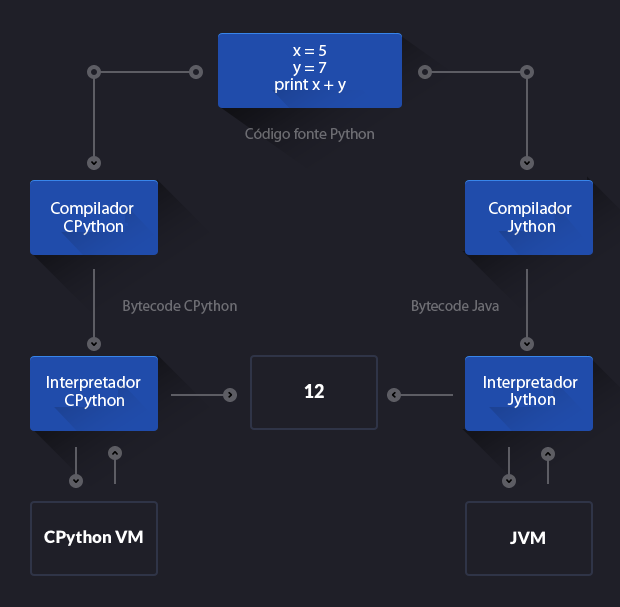 x = 5
y = 7
print x + y
Código fonte Python
Compilador
CPython
Compilador
Jython
Bytecode CPython
Bytecode Java
Interpretador
CPython
12
Interpretador
Jython
CPython VM
JVM